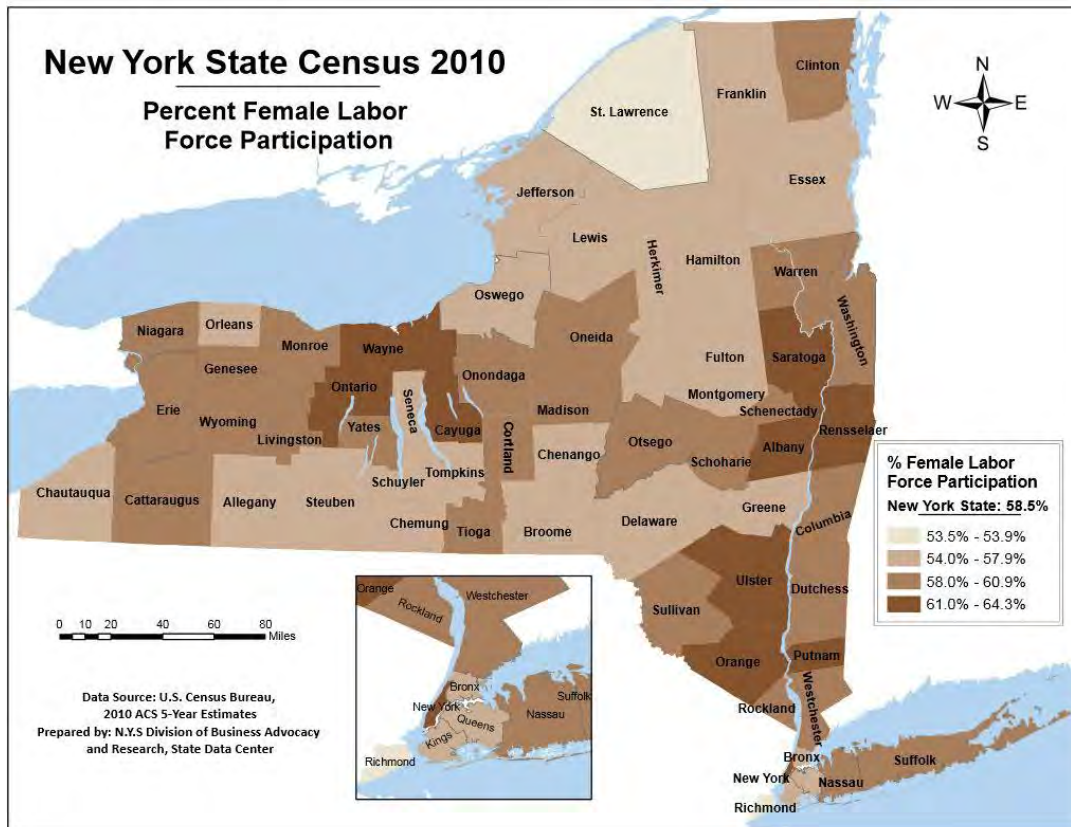 New York State Census 2010
Percent Female Labor
Force Participation
N
W E
S
Clinton
Franklin
St. Lawrence
Essex
Jefferson
Lewis
Herkimer
Hamilton
Warren
Washington
Oswego
Oneida
Fulton
Saratoga
Niagara
Orleans
Monroe
Wayne
Genesee
Onondaga
Madison
Montgomery
Schenectady
Rensselaer
Erie
Wyoming
Livingston
Ontario
Yates
Seneca
Cayuga
Cortland
Chenango
Otsego
Schoharie
Albany
Chautauqua
Cattaraugus
Allegany
Steuben
Schuyler
Tompkins
Chemung
Tioga
Broome
Delaware
Greene
Columbia
Ulster
Dutchess
Sullivan
Orange
Putnam
Rockland
Westchester
Bronx
New York
Nassau
Suffolk
Richmond
% Female Labor
Force Participation
New York State: 58.5%
53.5% - 53.9%
54.0% - 57.9%
58.0% - 60.9%
61.0% - 64.3%
Orange
Rockland
Westchester
Bronx
New York
Queens
Kings
Nassau
Suffolk
Richmond
0 5 10 20 40 60 80
Miles
Data Source: U.S. Census Bureau,
2010 ACS 5-Year Estimates
Prepared by: N.Y.S Division of Business Advocacy
and Research, State Data Center